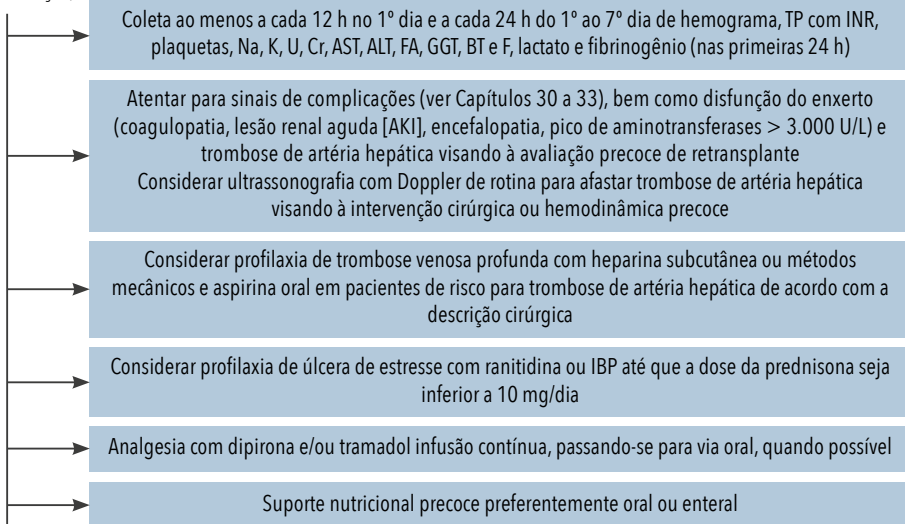 Coleta ao menos a cada 12 h no 1º dia e a cada 24 h do 1º ao 7º dia de hemograma, TP com INR,
plaquetas, Na, K, U, Cr, AST, ALT, FA, GGT, BT e F, lactato e fibrinogênio (nas primeiras 24 h)
Atentar para sinais de complicações (ver Capítulos 30 a 33), bem como disfunção do enxerto
(coagulopatia, lesão renal aguda [AKI], encefalopatia, pico de aminotransferases > 3.000 U/L) e
trombose de artéria hepática visando à avaliação precoce de retransplante
Considerar ultrassonografia com Doppler de rotina para afastar trombose de artéria hepática
visando à intervenção cirúrgica ou hemodinâmica precoce
Considerar profilaxia de trombose venosa profunda com heparina subcutânea ou métodos
mecânicos e aspirina oral em pacientes de risco para trombose de artéria hepática de acordo com a
descrição cirúrgica
Considerar profilaxia de úlcera de estresse com ranitidina ou IBP até que a dose da prednisona seja
inferior a 10 mg/dia
Analgesia com dipirona e/ou tramadol infusão contínua, passando-se para via oral, quando possível
Suporte nutricional precoce preferentemente oral ou enteral